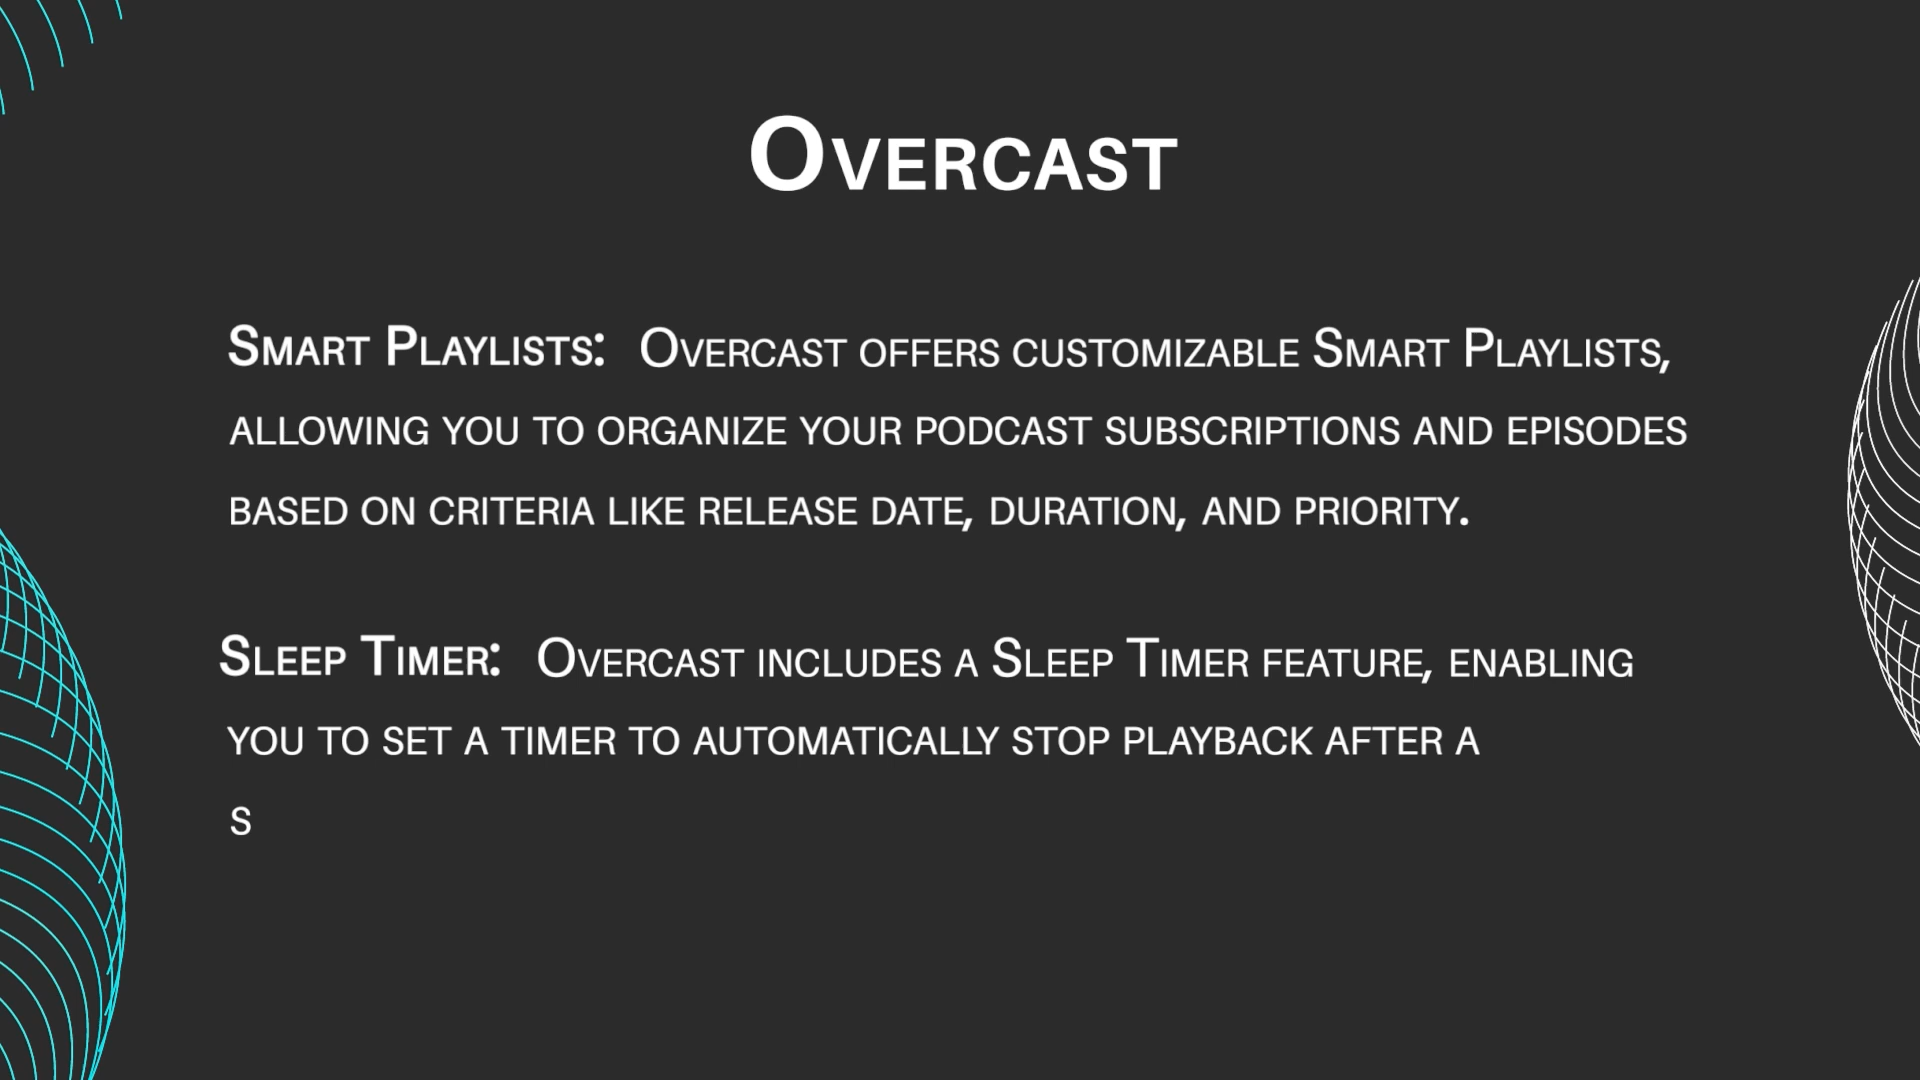 Overcast
Smart Playlists: Overcast offers customizable Smart Playlists,
allowing you to organize your podcast subscriptions and episodes
based on criteria like release date, duration, and priority.
Sleep Timer: Overcast includes a Sleep Timer feature, enabling
you to set a timer to automatically stop playback after a
s